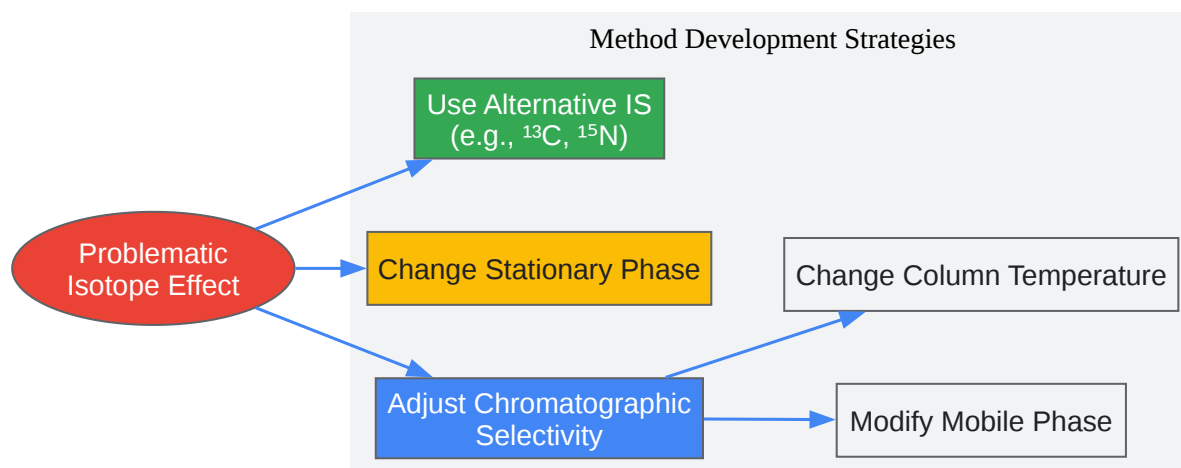 Method Development Strategies
Use Alternative IS
(e.g., ¹³C, ¹⁵N)
Problematic
Isotope Effect
Change Stationary Phase
Change Column Temperature
Adjust Chromatographic
Selectivity
Modify Mobile Phase